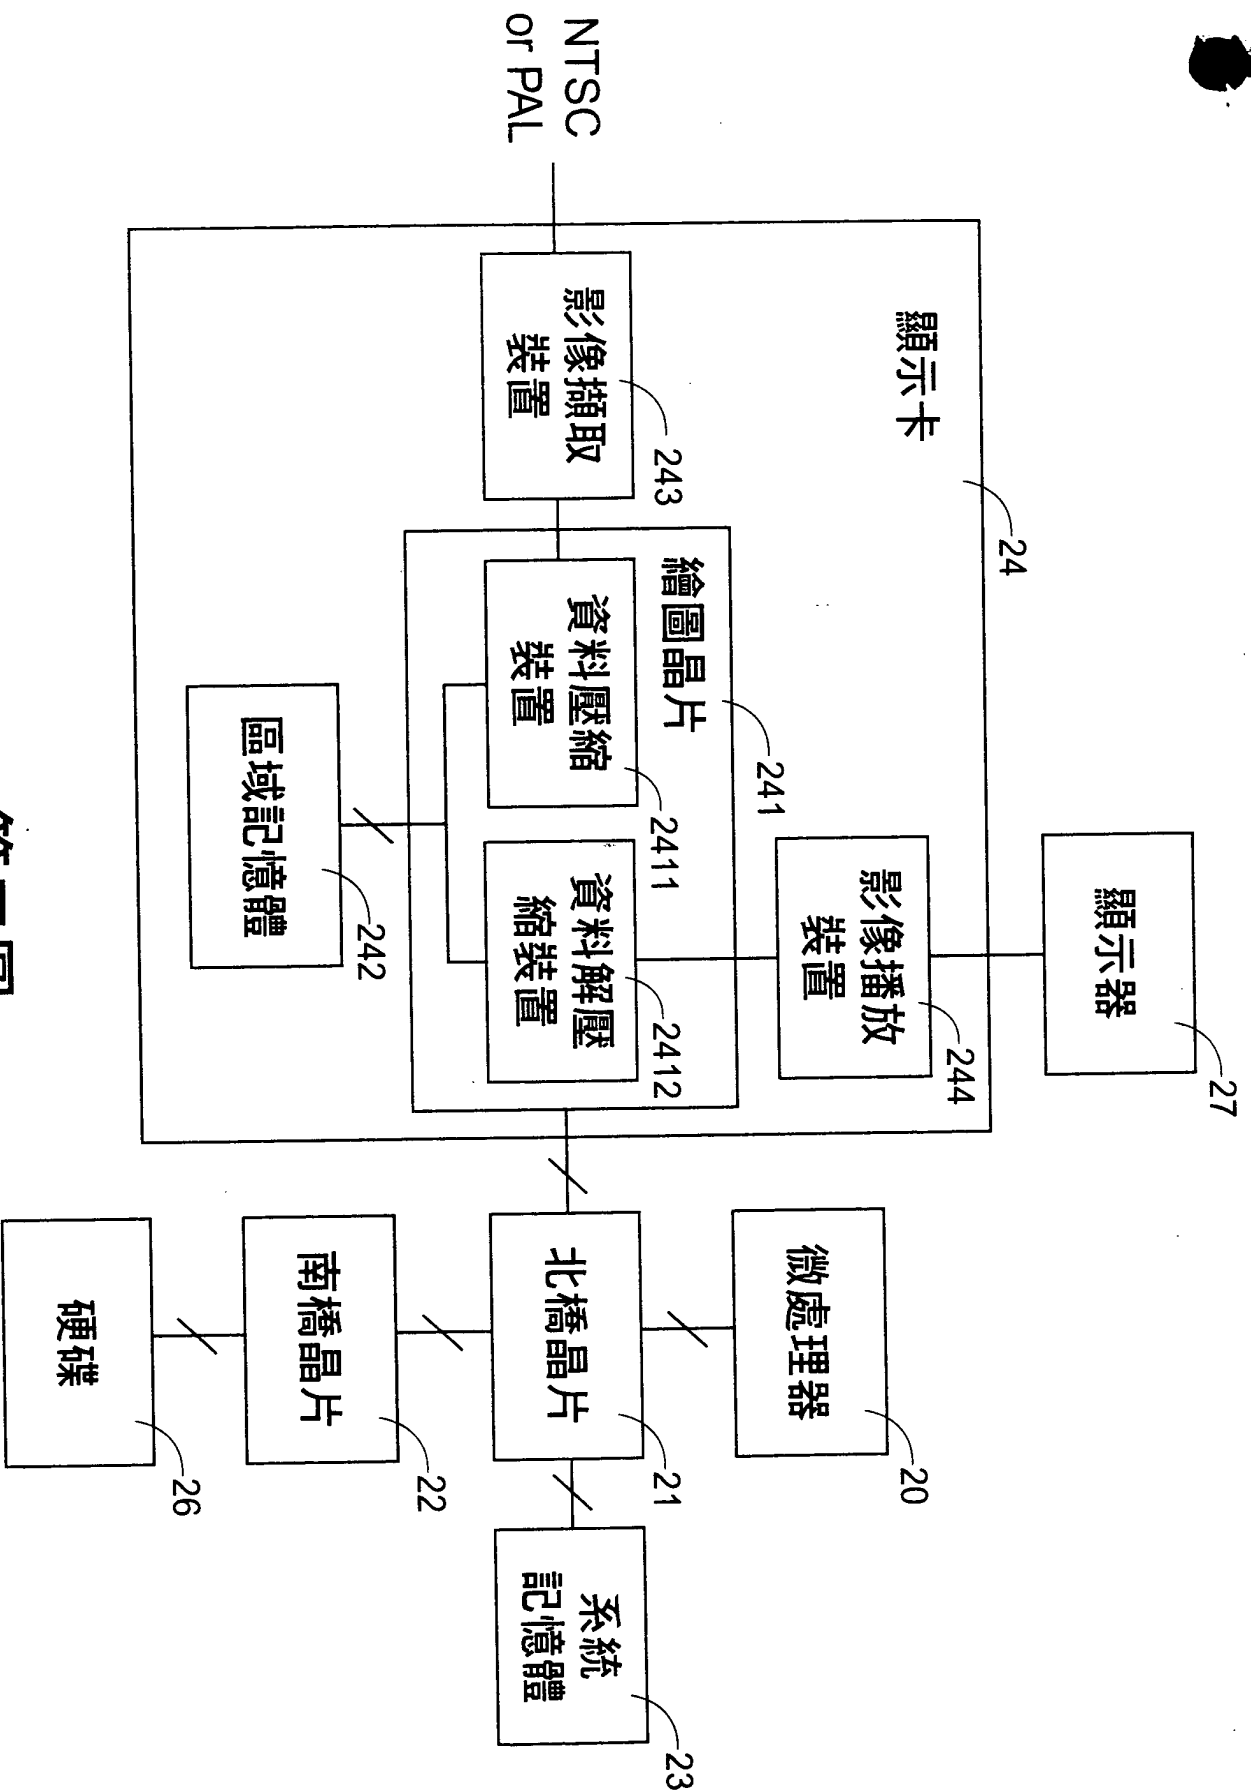 27
顯示器
24
顯示卡
244
影像播放
裝置
20
微處理器
241
繪圖晶片
NTSC
or PAL
243
影像擷取
裝置
2411
資料壓縮
裝置
2412
資料解壓
縮裝置
21
北橋晶片
23
系統
記憶體
242
區域記憶體
22
南橋晶片
26
硬碟